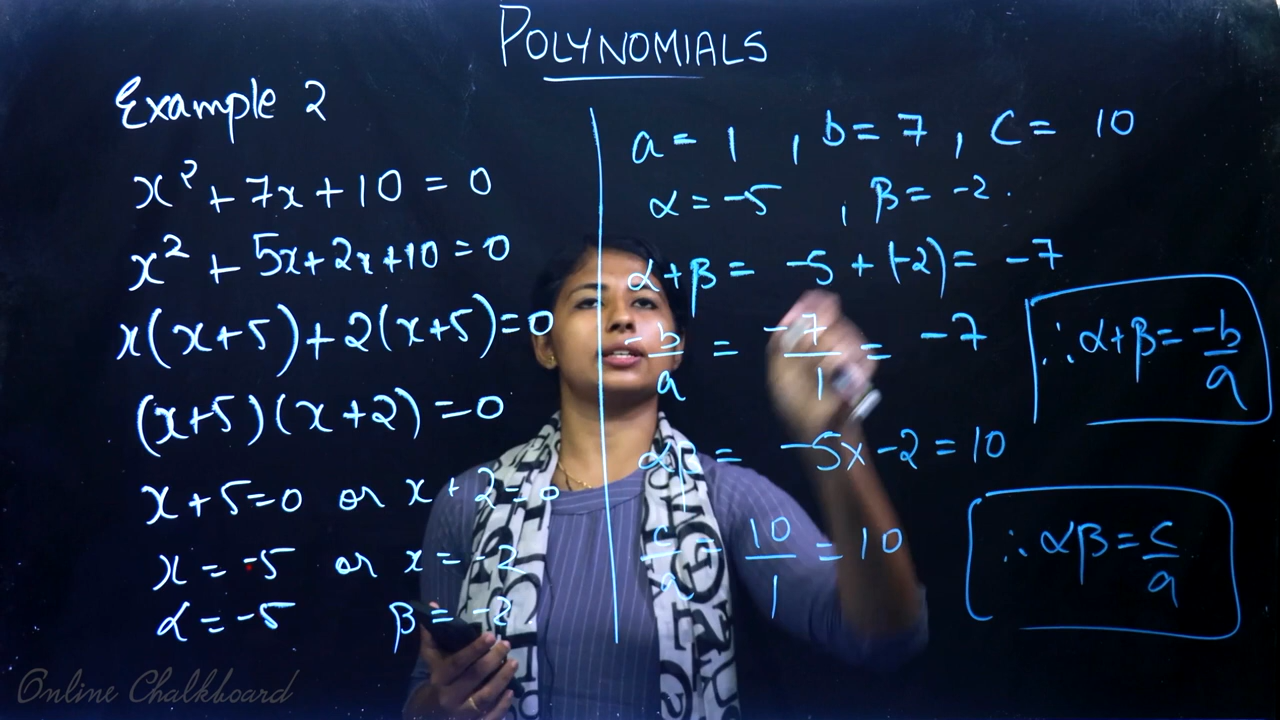 POLYNOMIALS
Example 2
x² + 7x + 10 = 0
x² + 5x + 2x + 10 = 0
x(x+5) + 2(x+5) = 0
(x+5)(x+2) = 0
x + 5 = 0 or x + 2 = 0
x = -5 or x = -2
α = -5 β = -2
a = 1 , b = 7 , c = 10
α = -5 , β = -2 .
α + β = -5 + (-2) = -7
-b/a = -7/1 = -7
∴ α + β = -b/a
αβ = -5 x -2 = 10
c/a = 10/1 = 10
∴ αβ = c/a
Online Chalkboard